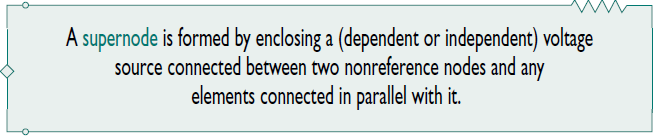 A supernode is formed by enclosing a (dependent or independent) voltage
source connected between two nonreference nodes and any
elements connected in parallel with it.